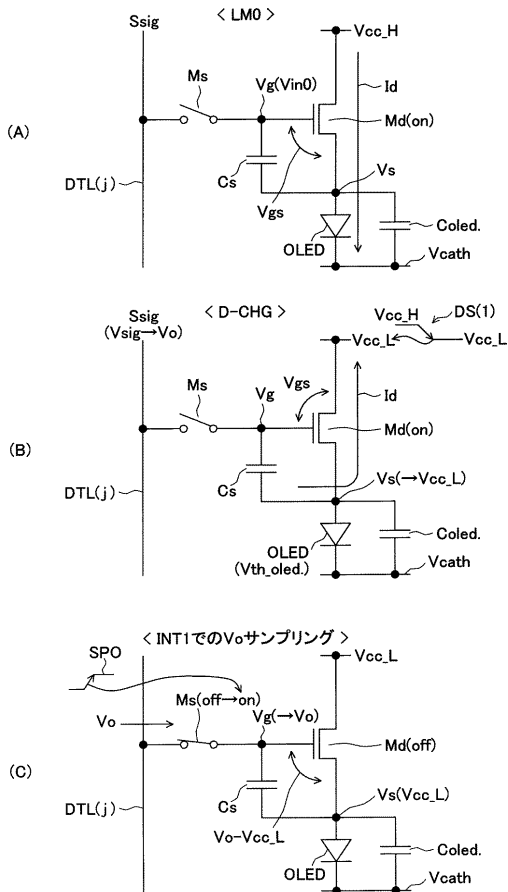 Ssig
< LM0 >
Vcc_H
Ms
Vg(Vin0)
Id
(A)
Md(on)
DTL(j)
Cs
Vgs
Vs
OLED
Coled.
Vcath
Ssig
(Vsig→Vo)
< D-CHG >
Vcc_H
DS(1)
Vcc_L
Vcc_L
Ms
Vg
Vgs
Id
(B)
Md(on)
DTL(j)
Cs
Vs(→Vcc_L)
OLED
(Vth_oled.)
Coled.
Vcath
< INT1でのVoサンプリング >
SPO
Vcc_L
Ms(off→on)
Vo
Vg(→Vo)
(C)
Md(off)
DTL(j)
Cs
Vo-Vcc_L
Vs(Vcc_L)
OLED
Coled.
Vcath